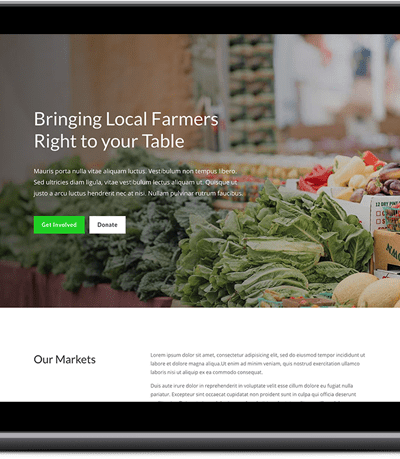 Bringing Local Farmers
Right to your Table
Mauris porta nulla vitae aliquam luctus. Vestibulum non tempus libero.
Sed ultricies diam ligula, vitae vestibulum lectus aliquam ut. Quisque ut
justo a arcu luctus hendrerit nec at nisi. Nullam pulvinar rutrum faucibus.
Get Involved
Donate
12 DRY PINT
Our Markets
Lorem ipsum dolor sit amet, consectetur adipisicing elit, sed do eiusmod tempor incididunt ut
labore et dolore magna aliqua.Ut enim ad minim veniam, quis nostrud exercitation ullamco
laboris nisi ut aliquip ex ea commodo consequat.
Duis aute irure dolor in reprehenderit in voluptate velit esse cillum dolore eu fugiat nulla
pariatur. Excepteur sint occaecat cupidatat non proident sunt in culpa qui officia deserunt